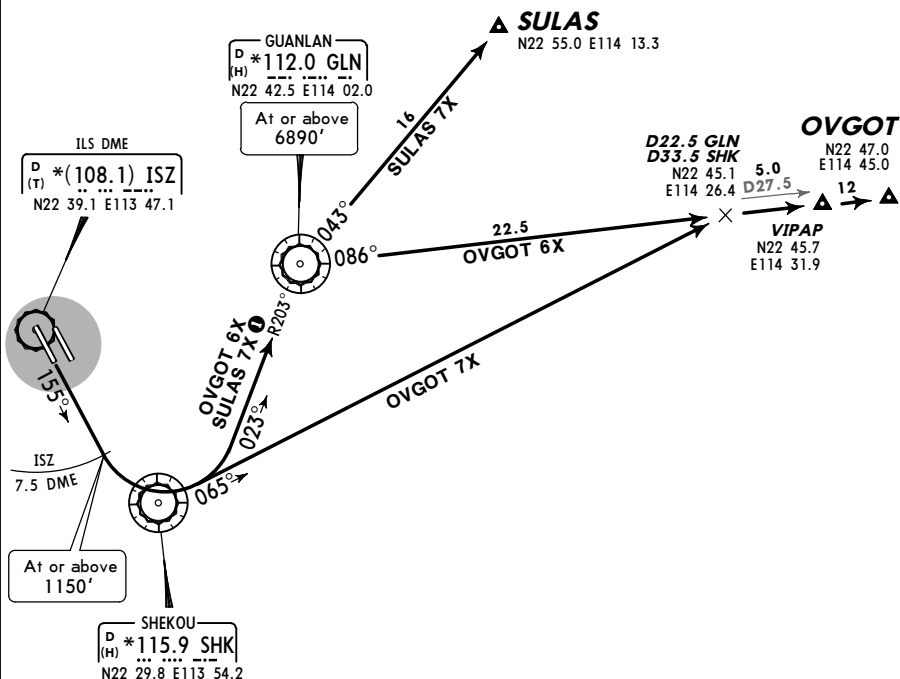 SULAS
N22 55.0 E114 13.3
GUANLAN
D
(H) *112.0 GLN
N22 42.5 E114 02.0
At or above
6890'
16
SULAS 7X
ILS DME
D
(T) *(108.1) ISZ
N22 39.1 E113 47.1
D22.5 GLN
D33.5 SHK
N22 45.1
E114 26.4
5.0
D27.5
OVGOT
N22 47.0
E114 45.0
12
VIPAP
N22 45.7
E114 31.9
043°
086°
22.5
OVGOT 6X
R203°
OVGOT 6X
SULAS 7X 1
023°
OVGOT 7X
155°
ISZ
7.5 DME
065°
At or above
1150'
SHEKOU
D
(H) *115.9 SHK
N22 29.8 E113 54.2